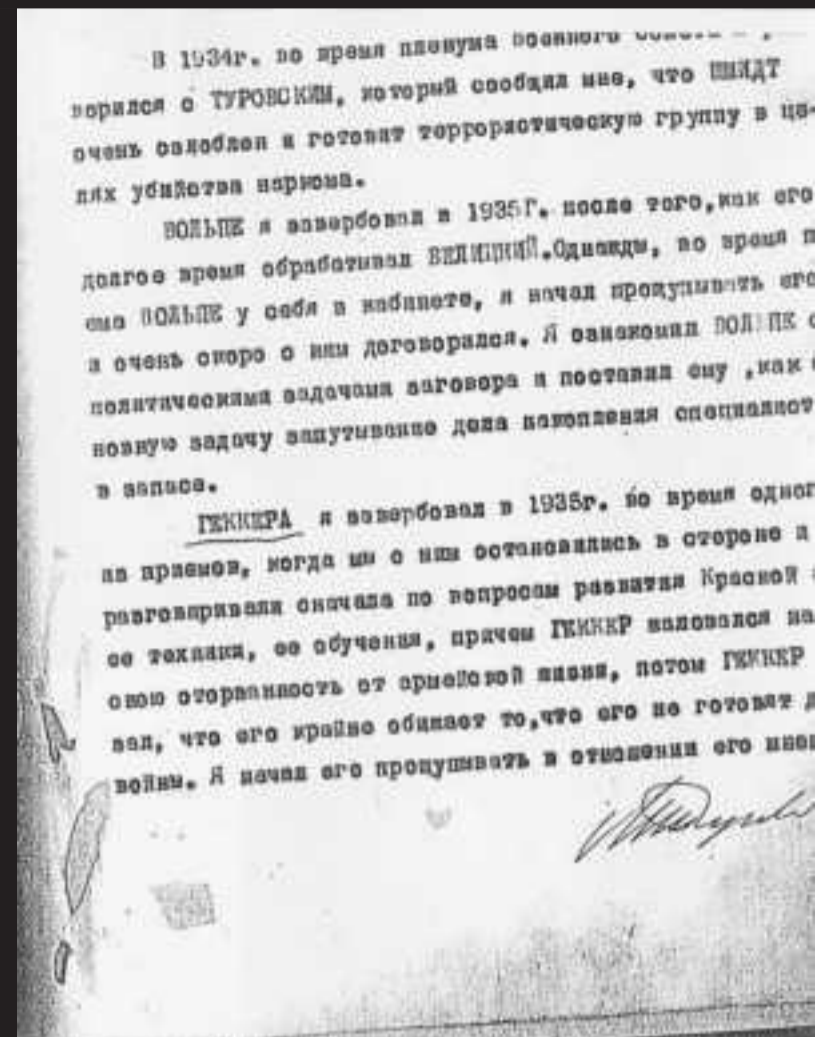 В 1934г. во время пленума военного совета
ворился с ТУРОВСКИМ, который сообщил мне, что ШМИДТ
очень озлоблен и готовит террористическую группу в це-
лях убийства наркома.
ВОЛЬПЕ я завербовал в 1935г. после того,как его
долгое время обрабатывал ВЕЛИЦКИЙ.Однажды, во время п
ема ВОЛЬПЕ у себя в кабинете, я начал прощупывать его
и очень скоро с ним договорился. Я ознакомил ВОЛЬПЕ с
политическими задачами заговора и поставил ему ,как о
новную задачу запутывание дела накопления специалист
в запасе.
ГЕККЕРА я завербовал в 1935г. во время одног
из приемов, когда мы с ним остановились в стороне и
разговаривали сначала по вопросам развития Красной а
ее техники, ее обучения, причем ГЕККЕР жаловался на
свою оторванность от армейской жизни, потом ГЕККЕР
вал, что его крайне обижает то,что его не готовят д
войны. Я начал его прощупывать в отношении его